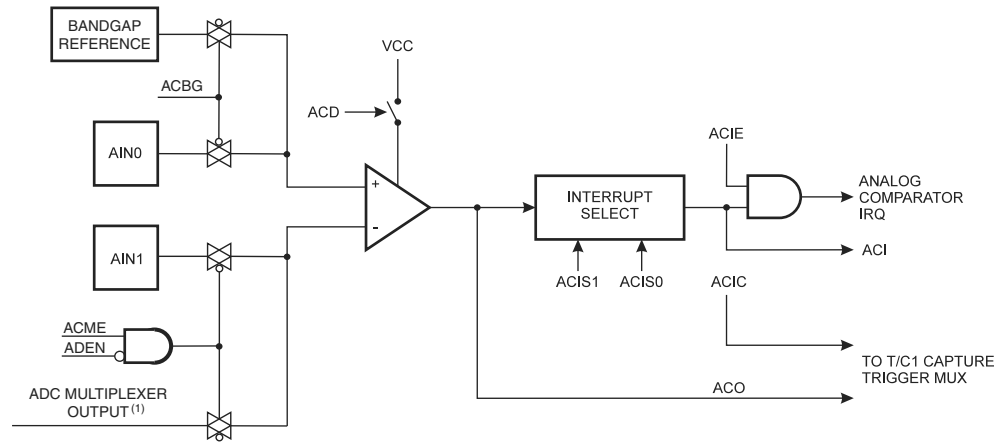 BANDGAP
REFERENCE
ACBG
AIN0
AIN1
ACME
ADEN
ADC MULTIPLEXER
OUTPUT (1)
VCC
ACD
+
-
INTERRUPT
SELECT
ACIS1
ACIS0
ACIE
ANALOG
COMPARATOR
IRQ
ACI
ACIC
TO T/C1 CAPTURE
TRIGGER MUX
ACO